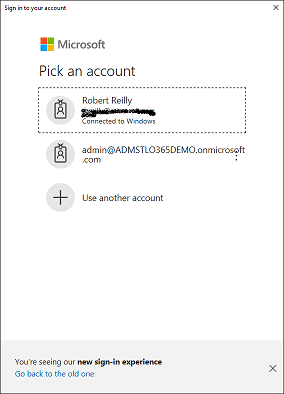 Sign in to your account
Microsoft
Pick an account
Robert Reilly
Connected to Windows
admin@ADMSTLO365DEMO.onmicrosoft
.com
Use another account
You're seeing our new sign-in experience
Go back to the old one